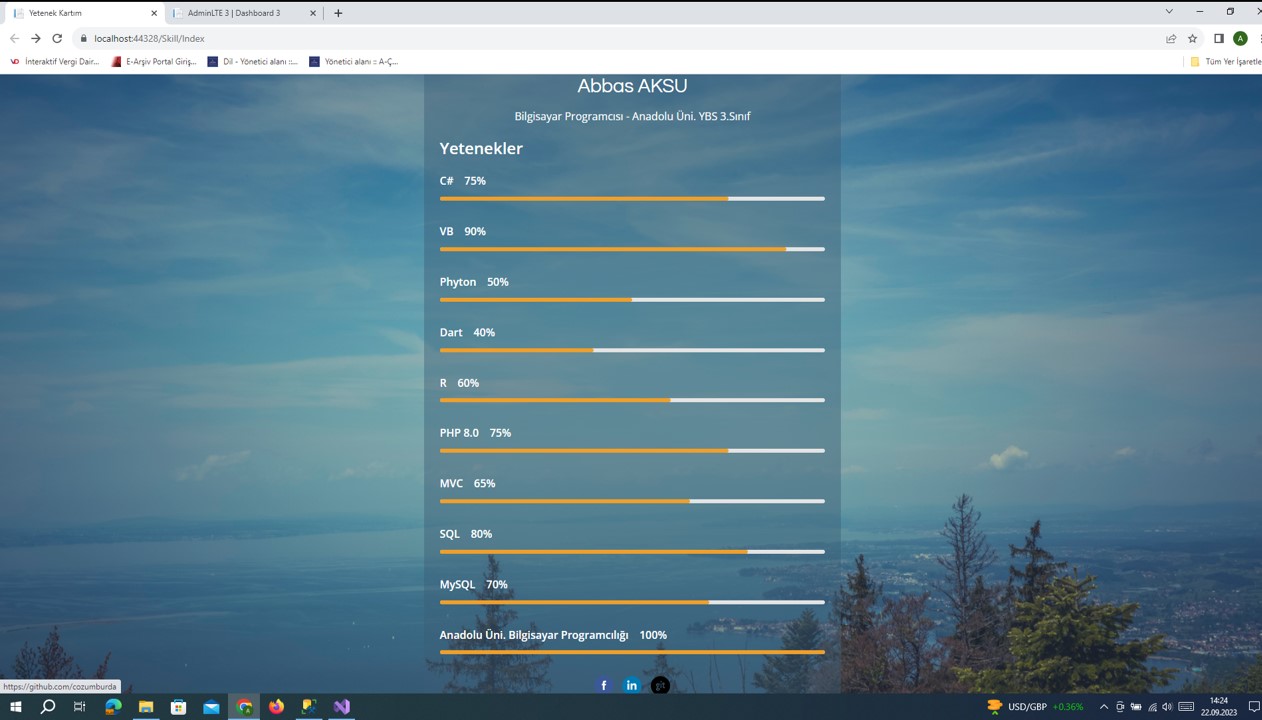 Yetenek Kartım
AdminLTE 3 | Dashboard 3
localhost:44328/Skill/Index
A
İnteraktif Vergi Dair...
E-Arşiv Portal Giriş...
Dil - Yönetici alanı ::...
Yönetici alanı :: A-Ç...
Tüm Yer İşaretle
Abbas AKSU
Bilgisayar Programcısı - Anadolu Üni. YBS 3.Sınıf
Yetenekler
C# 75%
VB 90%
Phyton 50%
Dart 40%
R 60%
PHP 8.0 75%
MVC 65%
SQL 80%
MySQL 70%
Anadolu Üni. Bilgisayar Programcılığı 100%
f in git
https://github.com/cozumburda
USD/GBP +0.36%
14:24
22.09.2023